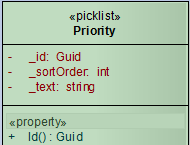 «picklist»
Priority
- _id: Guid
- _sortOrder: int
- _text: string
«property»
+ Id() : Guid